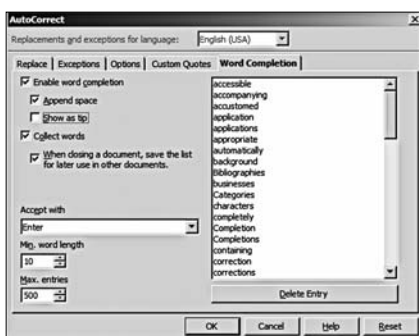 AutoCorrect
Replacements and exceptions for language: English (USA)
Replace Exceptions Options Custom Quotes Word Completion
Enable word completion
Append space
Show as tip
Collect words
When closing a document, save the list
for later use in other documents.
Accept with
Enter
Min. word length
10
Max. entries
500
accessible
accompanying
accustomed
application
applications
appropriate
automatically
background
Bibliographies
businesses
Categories
characters
completely
Completion
Completions
containing
correction
corrections
Delete Entry
OK Cancel Help Reset